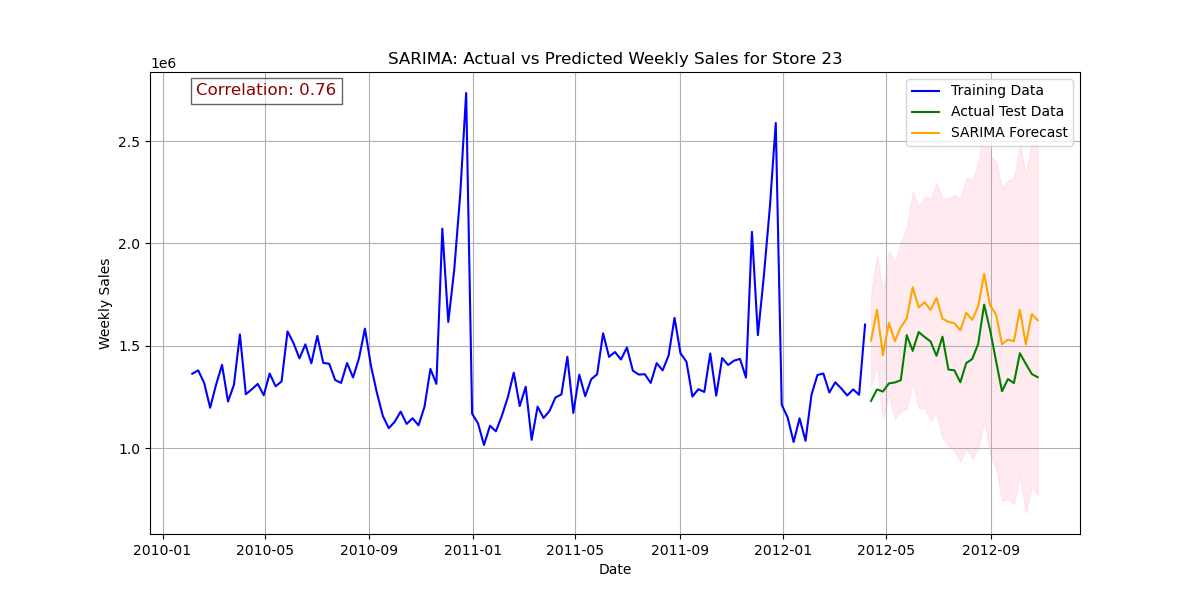 SARIMA: Actual vs Predicted Weekly Sales for Store 23
1e6
Correlation: 0.76
Training Data
Actual Test Data
SARIMA Forecast
2.5
2.0
1.5
1.0
Weekly Sales
2010-01 2010-05 2010-09 2011-01 2011-05 2011-09 2012-01 2012-05 2012-09
Date